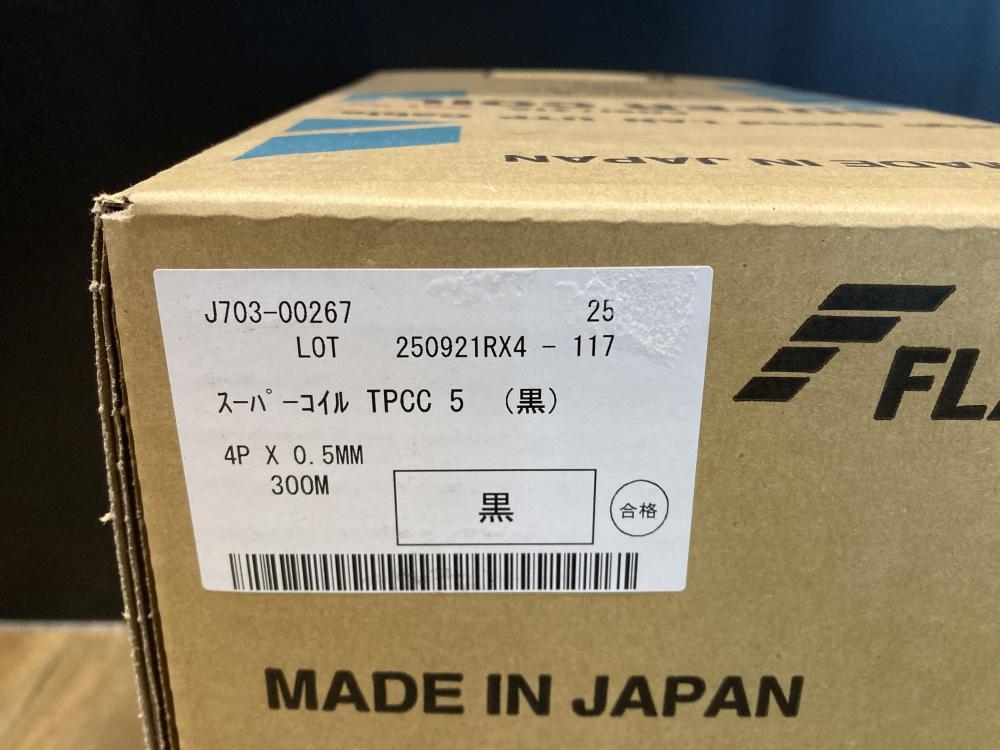 MADE IN JAPAN
J703-00267 25
LOT 250921RX4 - 117
ｽｰﾊﾟｰｺｲﾙ TPCC 5 （黒）
4P X 0.5MM
300M
黒
合格
MADE IN JAPAN